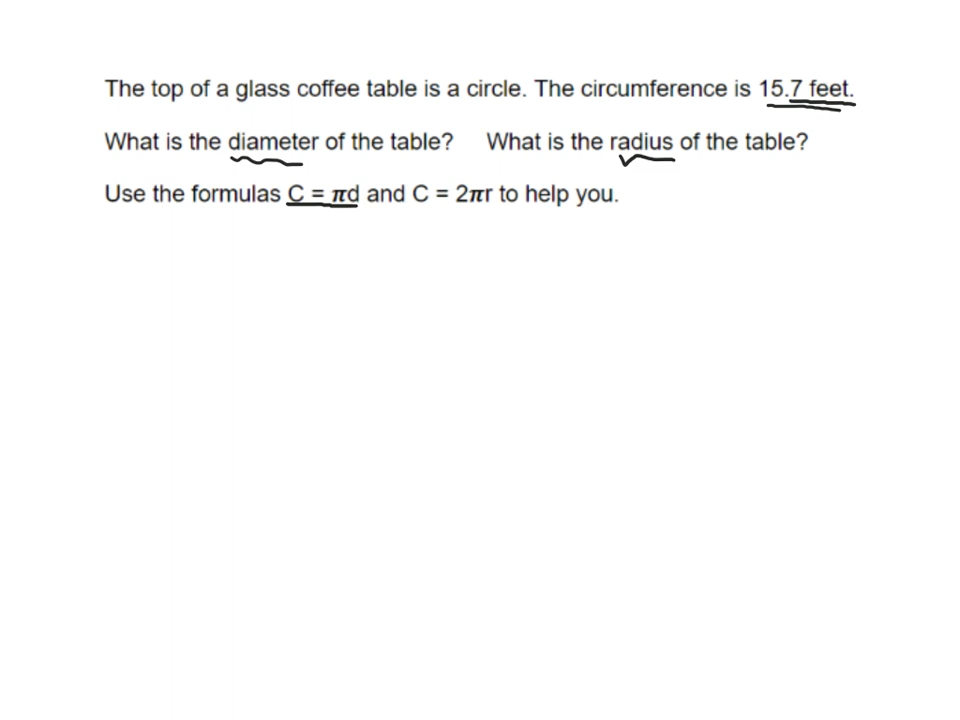 The top of a glass coffee table is a circle. The circumference is 15.7 feet.
What is the diameter of the table? What is the radius of the table?
Use the formulas C = πd and C = 2πr to help you.